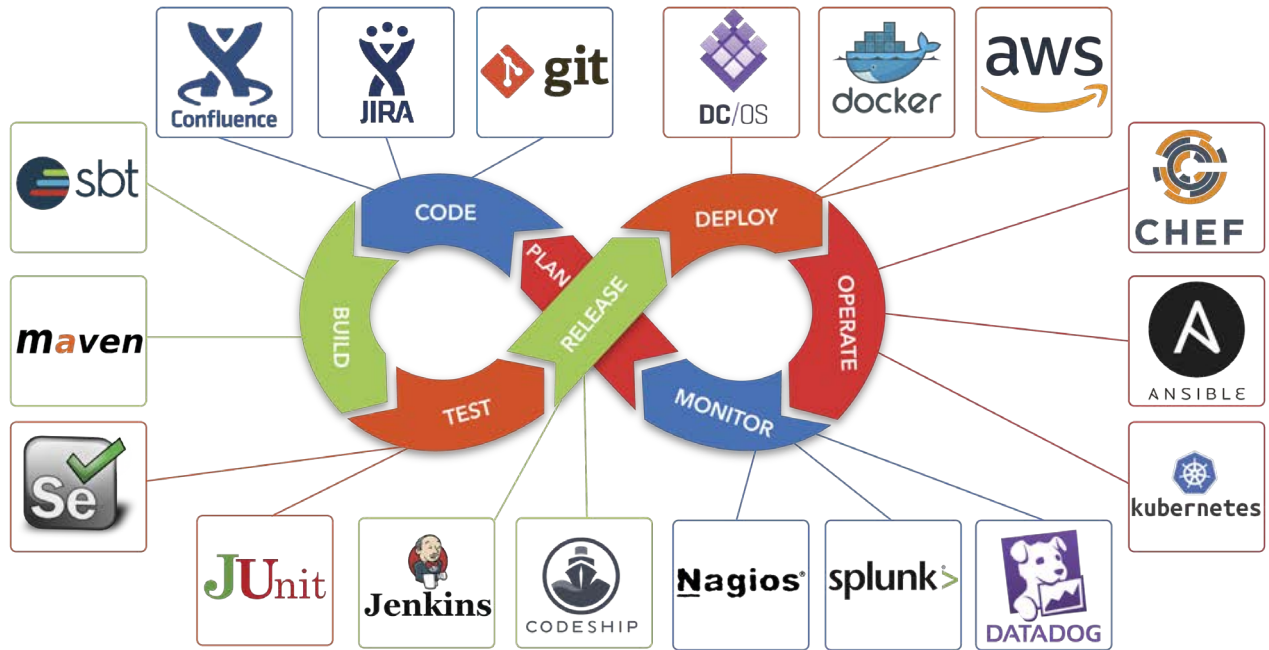 Confluence
JIRA
git
DC/OS
docker
aws
sbt
CHEF
CODE
DEPLOY
PLAN
RELEASE
BUILD
OPERATE
maven
ANSIBLE
TEST
MONITOR
Se
kubernetes
JUnit
Jenkins
CODESHIP
Nagios®
splunk>
DATADOG